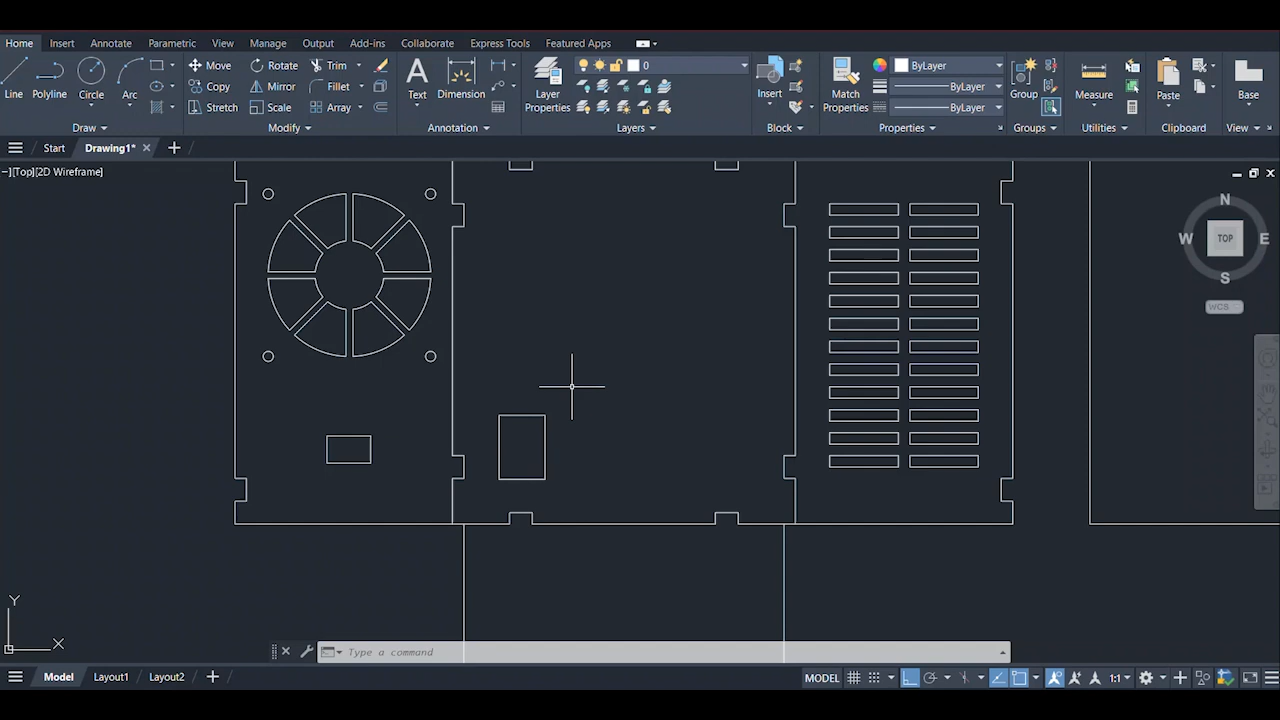 Home Insert Annotate Parametric View Manage Output Add-ins Collaborate Express Tools Featured Apps
Line Polyline Circle Arc
Move Rotate Trim
Copy Mirror Fillet
Stretch Scale Array
Text Dimension
Layer Properties
0
Insert
Match Properties
ByLayer
ByLayer
ByLayer
Group
Measure
Paste
Base
Draw Modify Annotation Layers Block Properties Groups Utilities Clipboard View
Start Drawing1*
–][Top][2D Wireframe]
N
W TOP E
S
WCS
Y
X
Type a command
Model Layout1 Layout2
MODEL 1:1